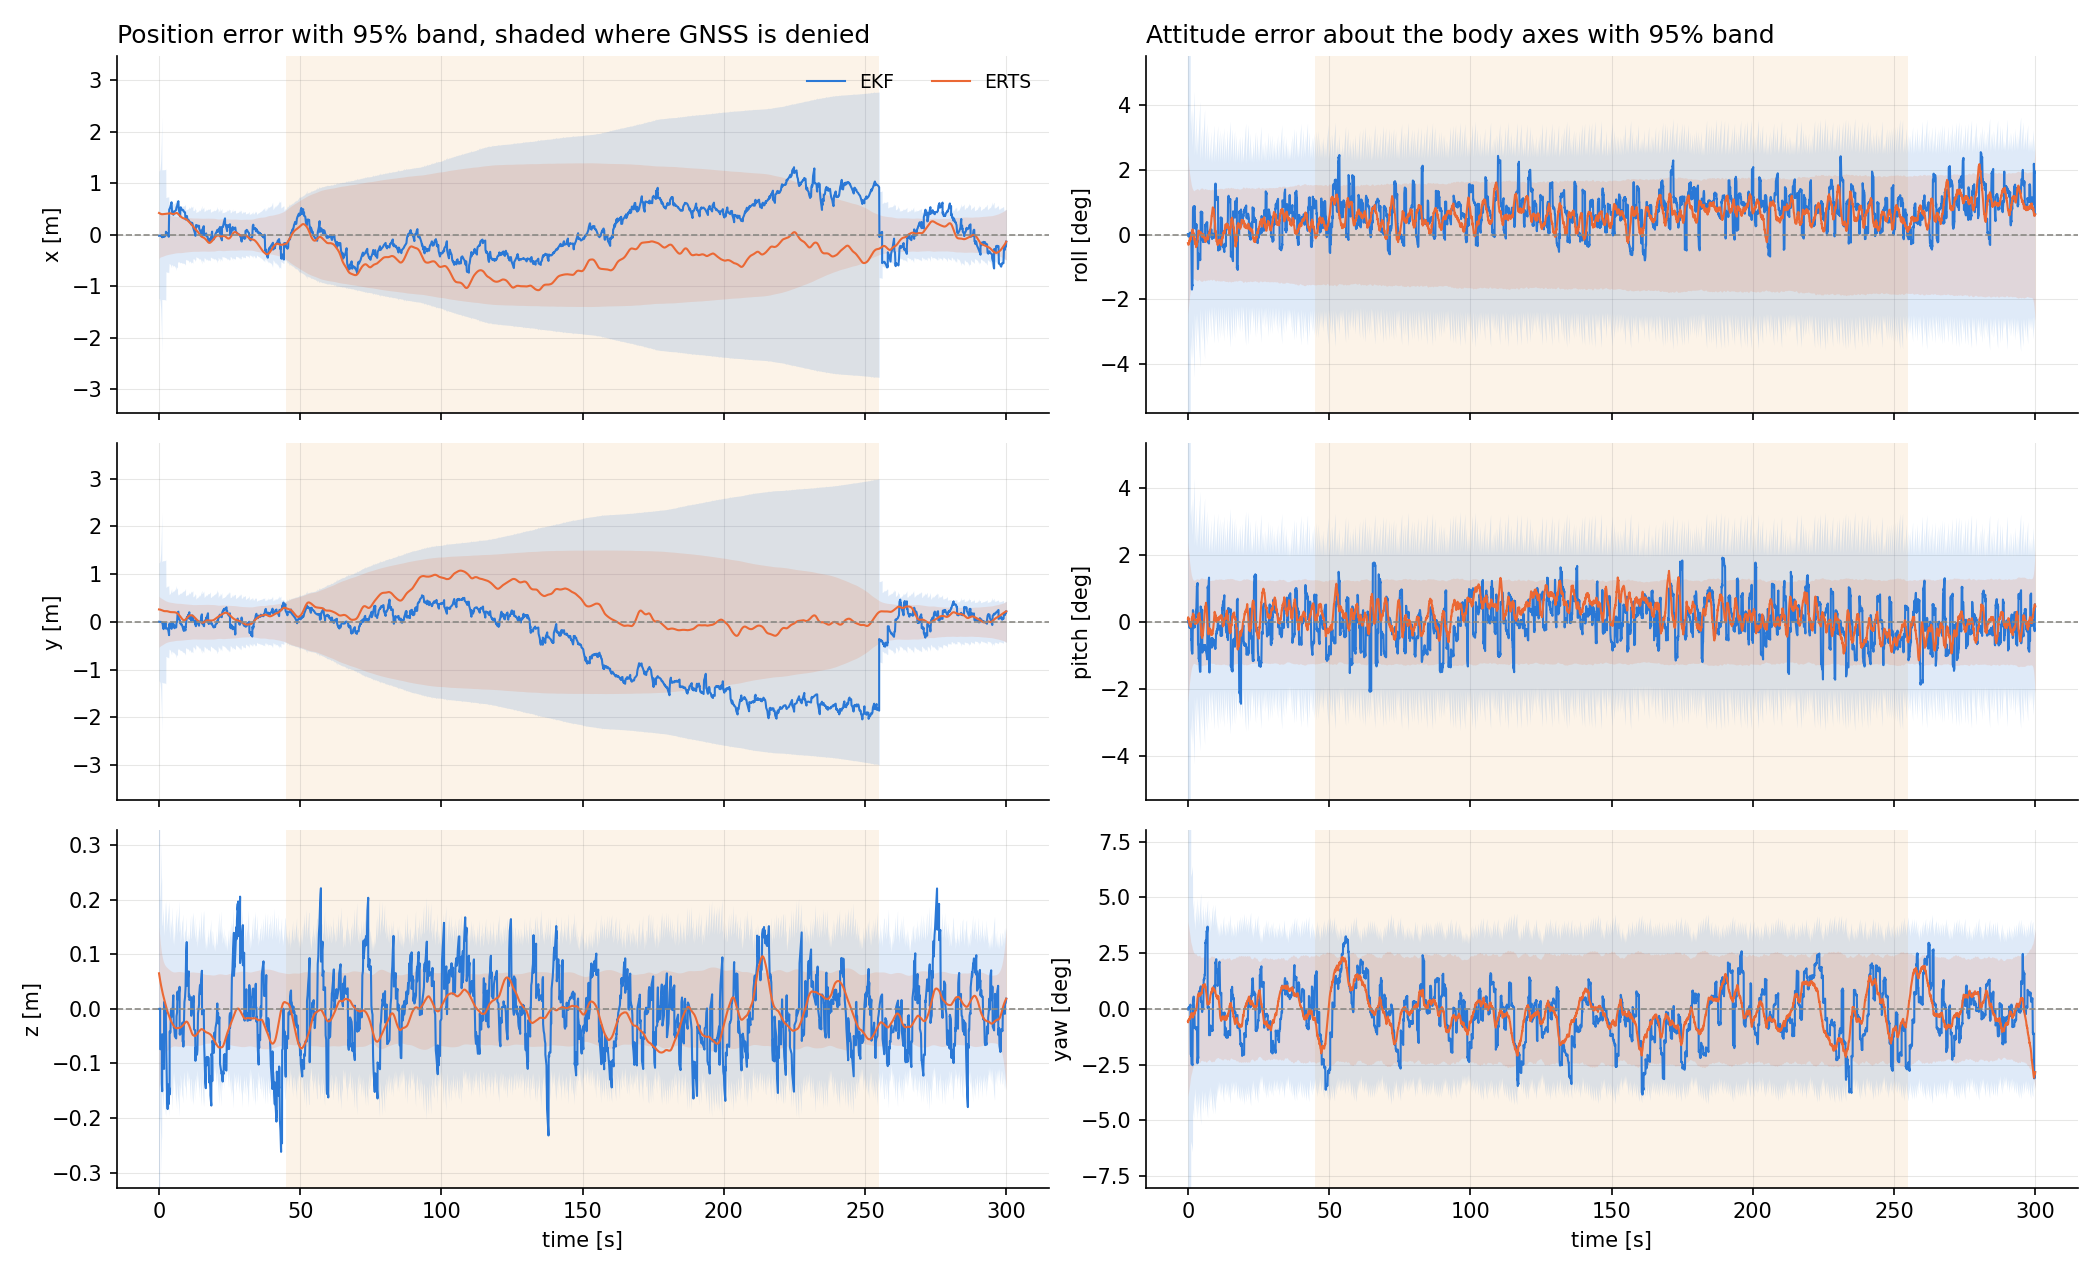 Position error with 95% band, shaded where GNSS is denied
EKF
ERTS
x [m]
3
2
1
0
−1
−2
−3
Attitude error about the body axes with 95% band
roll [deg]
4
2
0
−2
−4
y [m]
3
2
1
0
−1
−2
−3
pitch [deg]
4
2
0
−2
−4
z [m]
0.3
0.2
0.1
0.0
−0.1
−0.2
−0.3
0 50 100 150 200 250 300
time [s]
yaw [deg]
7.5
5.0
2.5
0.0
−2.5
−5.0
−7.5
0 50 100 150 200 250 300
time [s]